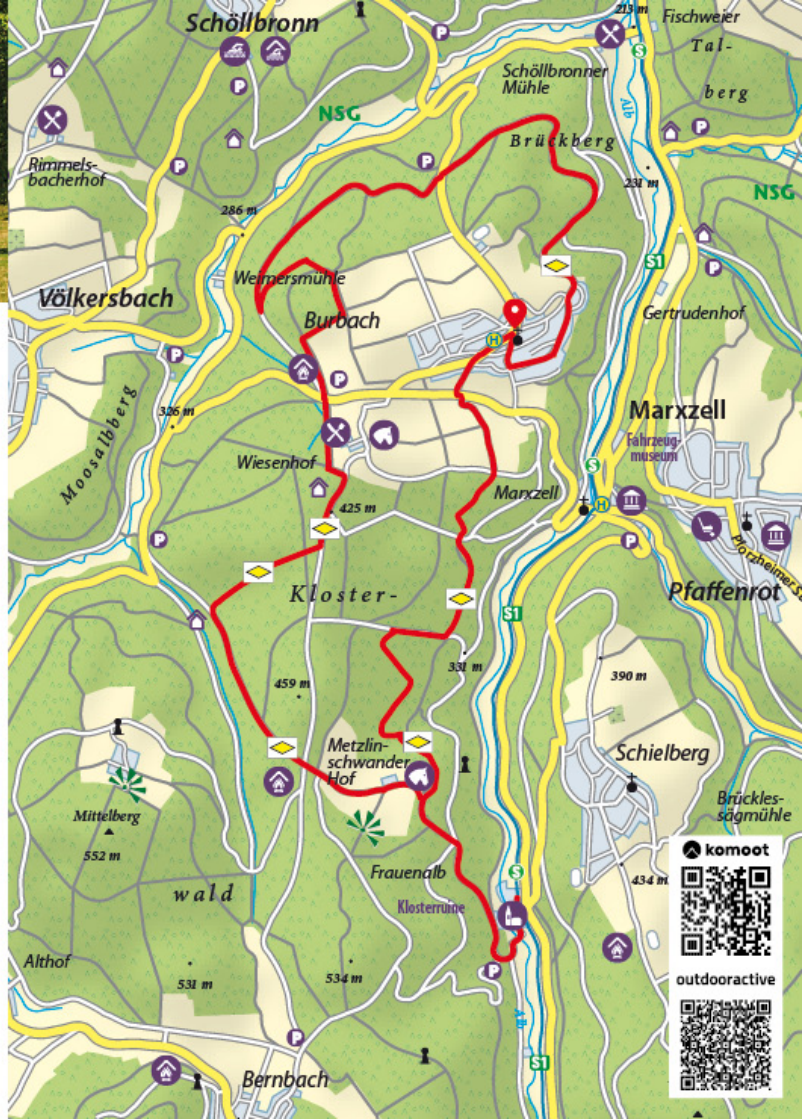 213 m
Fischweier
Schöllbronn
P
S
Tal-
berg
Schöllbronner
Mühle
P
NSG
Alb
P
Brückberg
P
P
Rimmels-
bacherhof
231 m
NSG
286 m
S1
P
Weimersmühle
Völkersbach
Burbach
Gertrudenhof
H
P
P
326 m
Marxzell
Fahrzeug-
museum
Moosalbberg
Wiesenhof
S
Marxzell
H
425 m
P
P
Pforzheimer
Kloster-
Pfaffenrot
S1
331 m
390 m
459 m
Metzlin-
schwander
Hof
Schielberg
Mittelberg
552 m
Brückles-
sägmühle
komoot
Frauenalb
S
434 m
wald
Klosterruine
Althof
P
531 m
534 m
outdooractive
Alb
P
S1
Bernbach